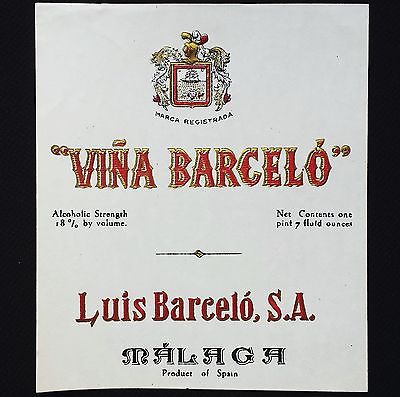 MARCA REGISTRADA
"VIÑA BARCELÓ"
Alcoholic Strength
18 % by volume.
Net Contents one
pint 7 fluid ounces
Luis Barceló, S.A.
MÁLAGA
Product of Spain